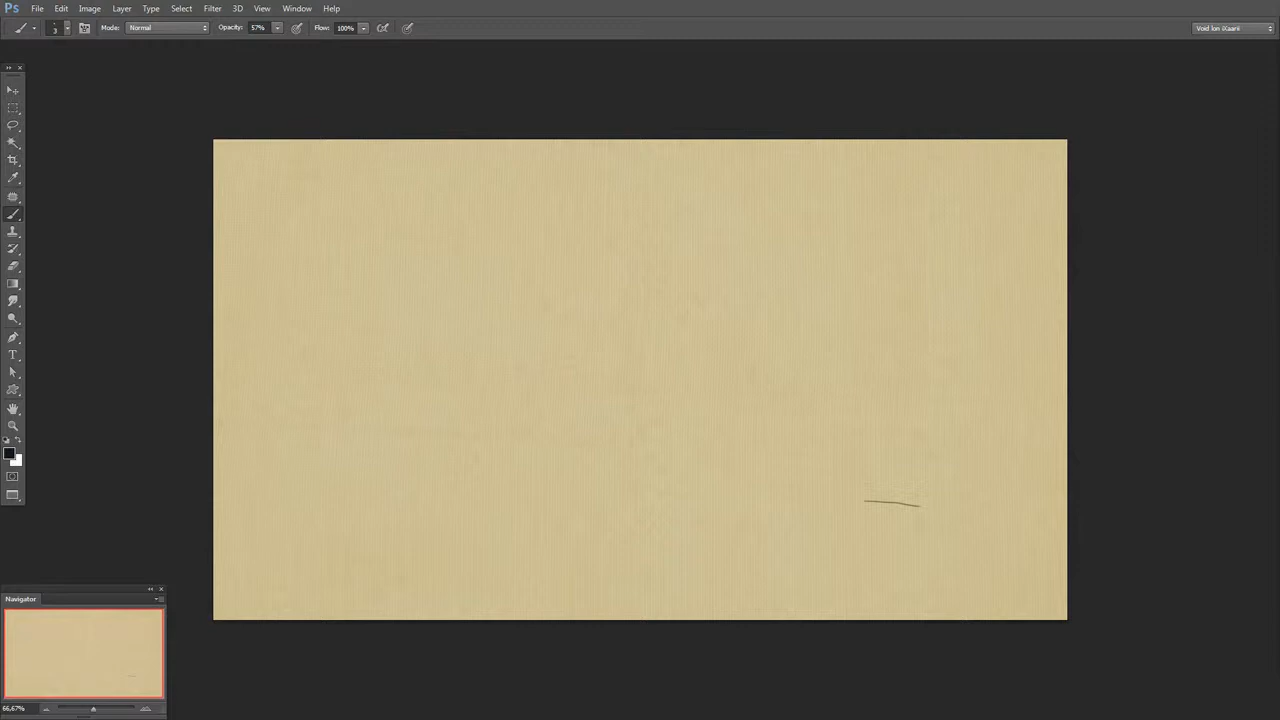 Ps File Edit Image Layer Type Select Filter 3D View Window Help
3 Mode: Normal Opacity: 57% Flow: 100%
Navigator
66,67%